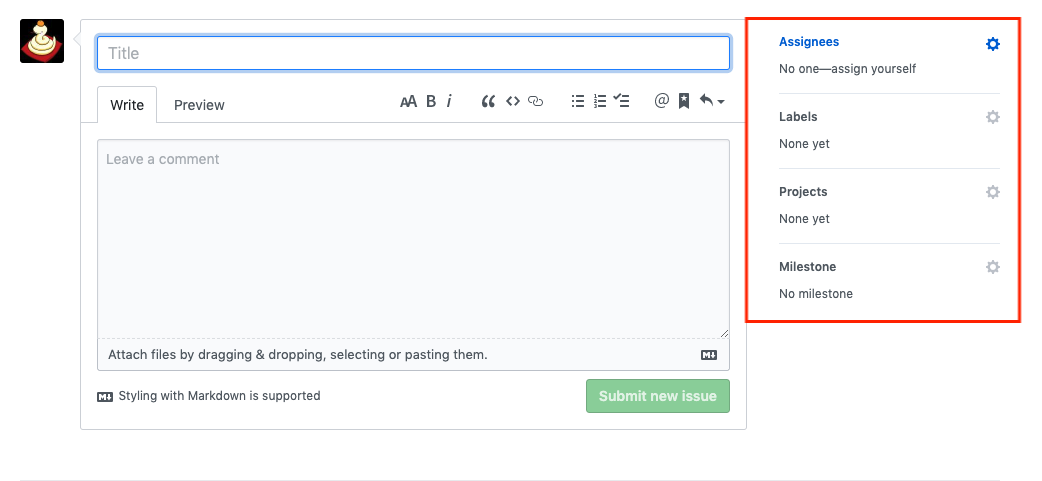 Title
Write Preview AA B i @
Leave a comment
Attach files by dragging & dropping, selecting or pasting them.
Styling with Markdown is supported
Submit new issue
Assignees
No one—assign yourself
Labels
None yet
Projects
None yet
Milestone
No milestone